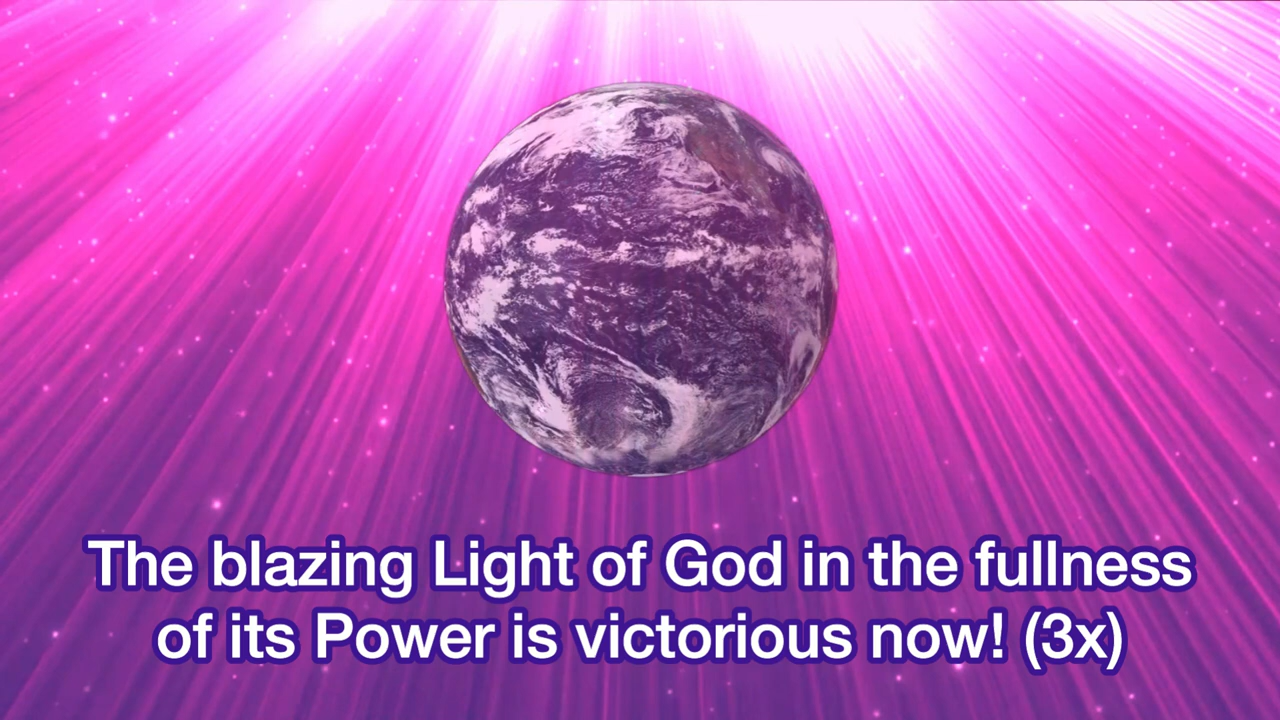 The blazing Light of God in the fullness
of its Power is victorious now! (3x)